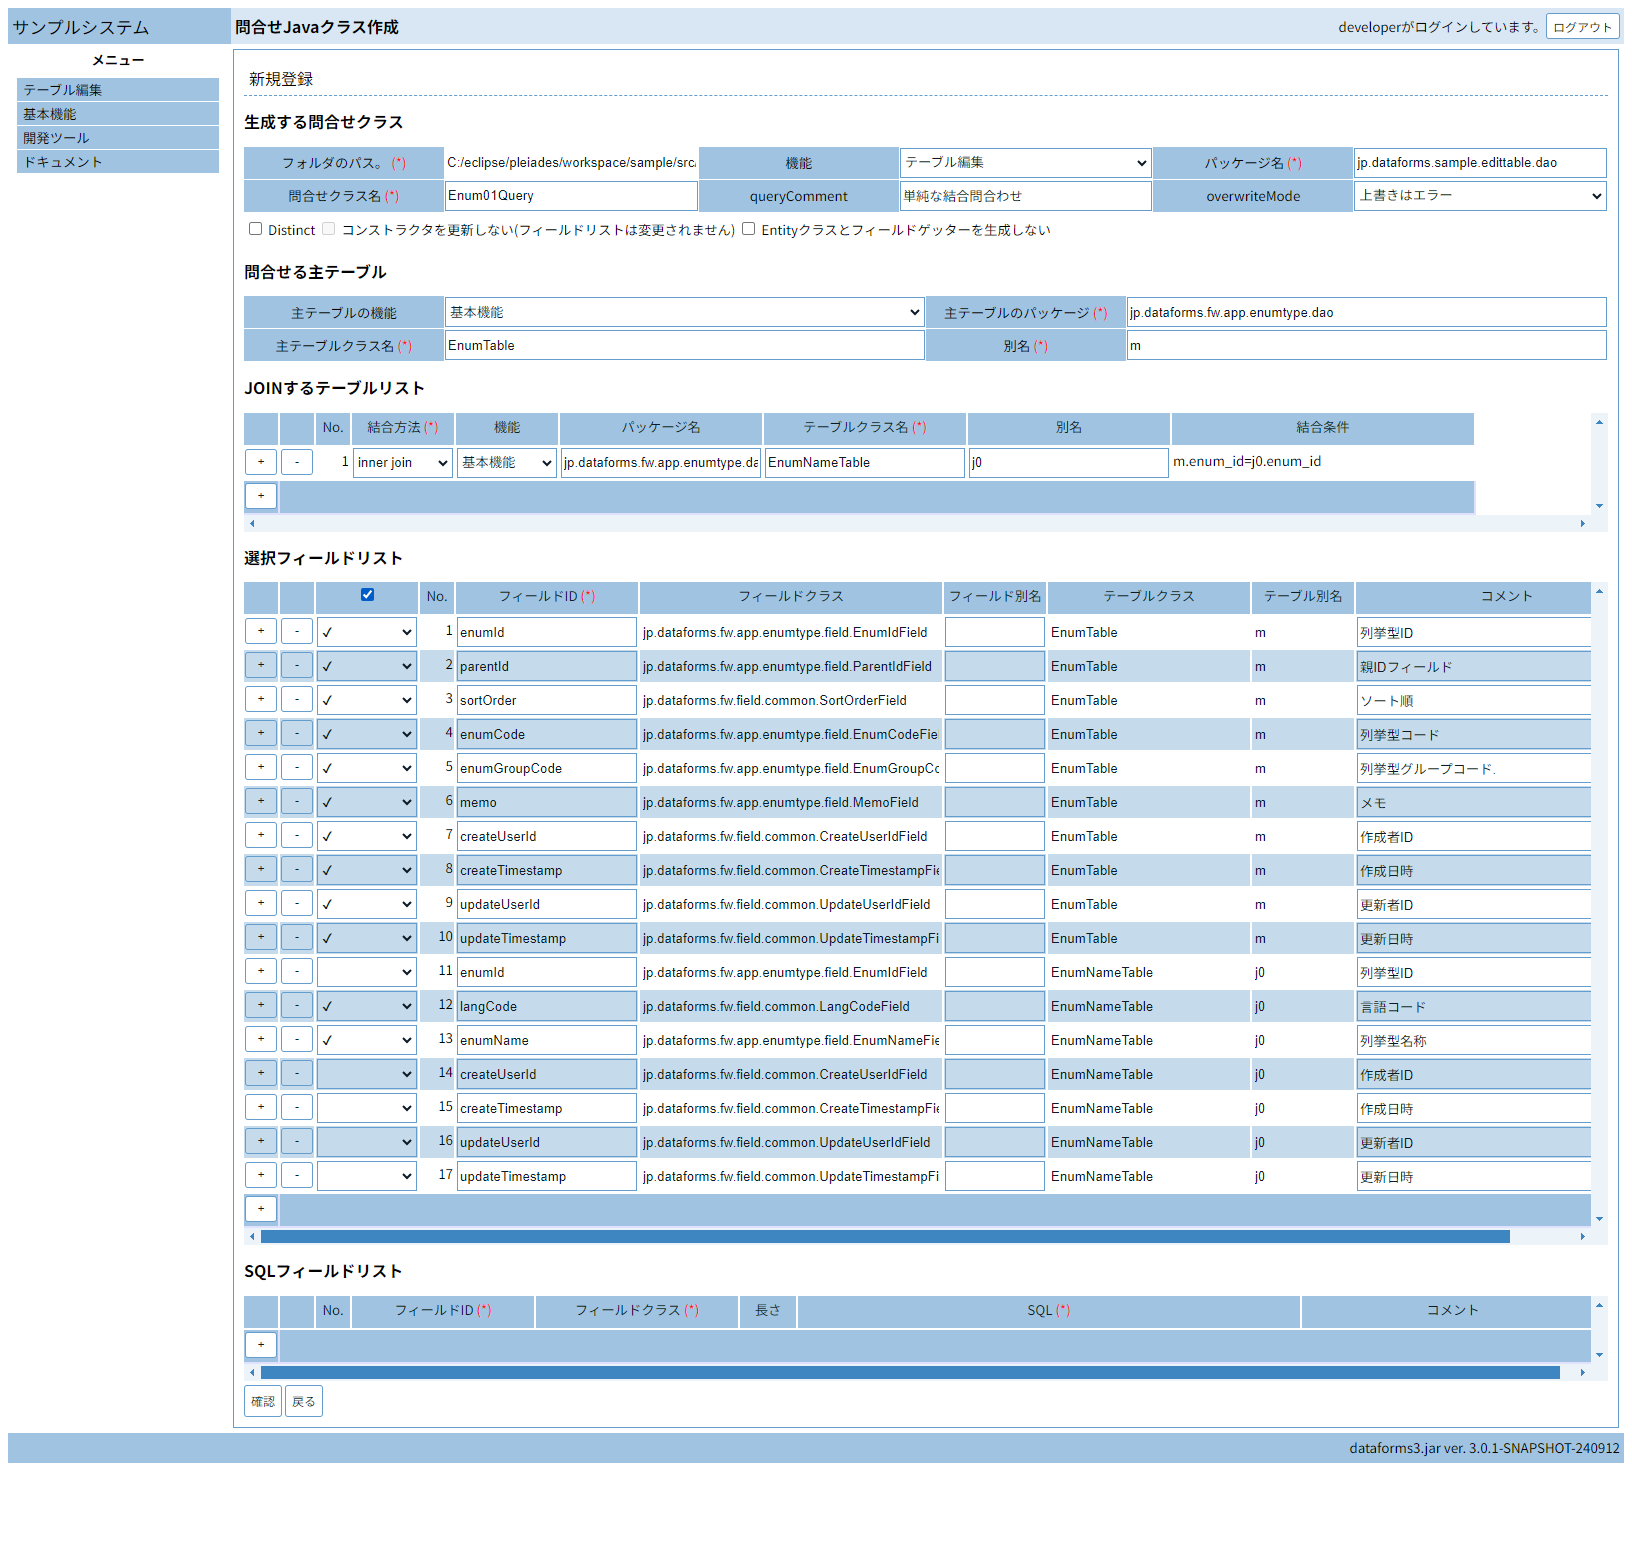 サンプルシステム 問合せJavaクラス作成 developerがログインしています。 ログアウト
メニュー
テーブル編集
基本機能
開発ツール
ドキュメント
新規登録
生成する問合せクラス
フォルダのパス。 (*) C:/eclipse/pleiades/workspace/sample/src/ 機能 テーブル編集 パッケージ名 (*) jp.dataforms.sample.edittable.dao
問合せクラス名 (*) Enum01Query queryComment 単純な結合問合わせ overwriteMode 上書きはエラー
Distinct コンストラクタを更新しない(フィールドリストは変更されません) Entityクラスとフィールドゲッターを生成しない
問合せる主テーブル
主テーブルの機能 基本機能 主テーブルのパッケージ (*) jp.dataforms.fw.app.enumtype.dao
主テーブルクラス名 (*) EnumTable 別名 (*) m
JOINするテーブルリスト
No. 結合方法 (*) 機能 パッケージ名 テーブルクラス名 (*) 別名 結合条件
+ - 1 inner join 基本機能 jp.dataforms.fw.app.enumtype.da EnumNameTable j0 m.enum_id=j0.enum_id
+
選択フィールドリスト
No. フィールドID (*) フィールドクラス フィールド別名 テーブルクラス テーブル別名 コメント
+ - ✓ 1 enumId jp.dataforms.fw.app.enumtype.field.EnumIdField EnumTable m 列挙型ID
+ - ✓ 2 parentId jp.dataforms.fw.app.enumtype.field.ParentIdField EnumTable m 親IDフィールド
+ - ✓ 3 sortOrder jp.dataforms.fw.field.common.SortOrderField EnumTable m ソート順
+ - ✓ 4 enumCode jp.dataforms.fw.app.enumtype.field.EnumCodeFie EnumTable m 列挙型コード
+ - ✓ 5 enumGroupCode jp.dataforms.fw.app.enumtype.field.EnumGroupCo EnumTable m 列挙型グループコード.
+ - ✓ 6 memo jp.dataforms.fw.app.enumtype.field.MemoField EnumTable m メモ
+ - ✓ 7 createUserId jp.dataforms.fw.field.common.CreateUserIdField EnumTable m 作成者ID
+ - ✓ 8 createTimestamp jp.dataforms.fw.field.common.CreateTimestampFie EnumTable m 作成日時
+ - ✓ 9 updateUserId jp.dataforms.fw.field.common.UpdateUserIdField EnumTable m 更新者ID
+ - ✓ 10 updateTimestamp jp.dataforms.fw.field.common.UpdateTimestampFi EnumTable m 更新日時
+ - 11 enumId jp.dataforms.fw.app.enumtype.field.EnumIdField EnumNameTable j0 列挙型ID
+ - ✓ 12 langCode jp.dataforms.fw.field.common.LangCodeField EnumNameTable j0 言語コード
+ - ✓ 13 enumName jp.dataforms.fw.app.enumtype.field.EnumNameFie EnumNameTable j0 列挙型名称
+ - 14 createUserId jp.dataforms.fw.field.common.CreateUserIdField EnumNameTable j0 作成者ID
+ - 15 createTimestamp jp.dataforms.fw.field.common.CreateTimestampFie EnumNameTable j0 作成日時
+ - 16 updateUserId jp.dataforms.fw.field.common.UpdateUserIdField EnumNameTable j0 更新者ID
+ - 17 updateTimestamp jp.dataforms.fw.field.common.UpdateTimestampFi EnumNameTable j0 更新日時
+
SQLフィールドリスト
No. フィールドID (*) フィールドクラス (*) 長さ SQL (*) コメント
+
確認 戻る
dataforms3.jar ver. 3.0.1-SNAPSHOT-240912